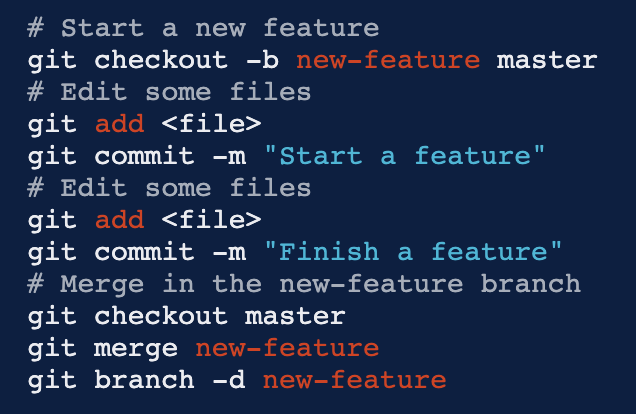 # Start a new feature
git checkout -b new-feature master
# Edit some files
git add <file>
git commit -m "Start a feature"
# Edit some files
git add <file>
git commit -m "Finish a feature"
# Merge in the new-feature branch
git checkout master
git merge new-feature
git branch -d new-feature